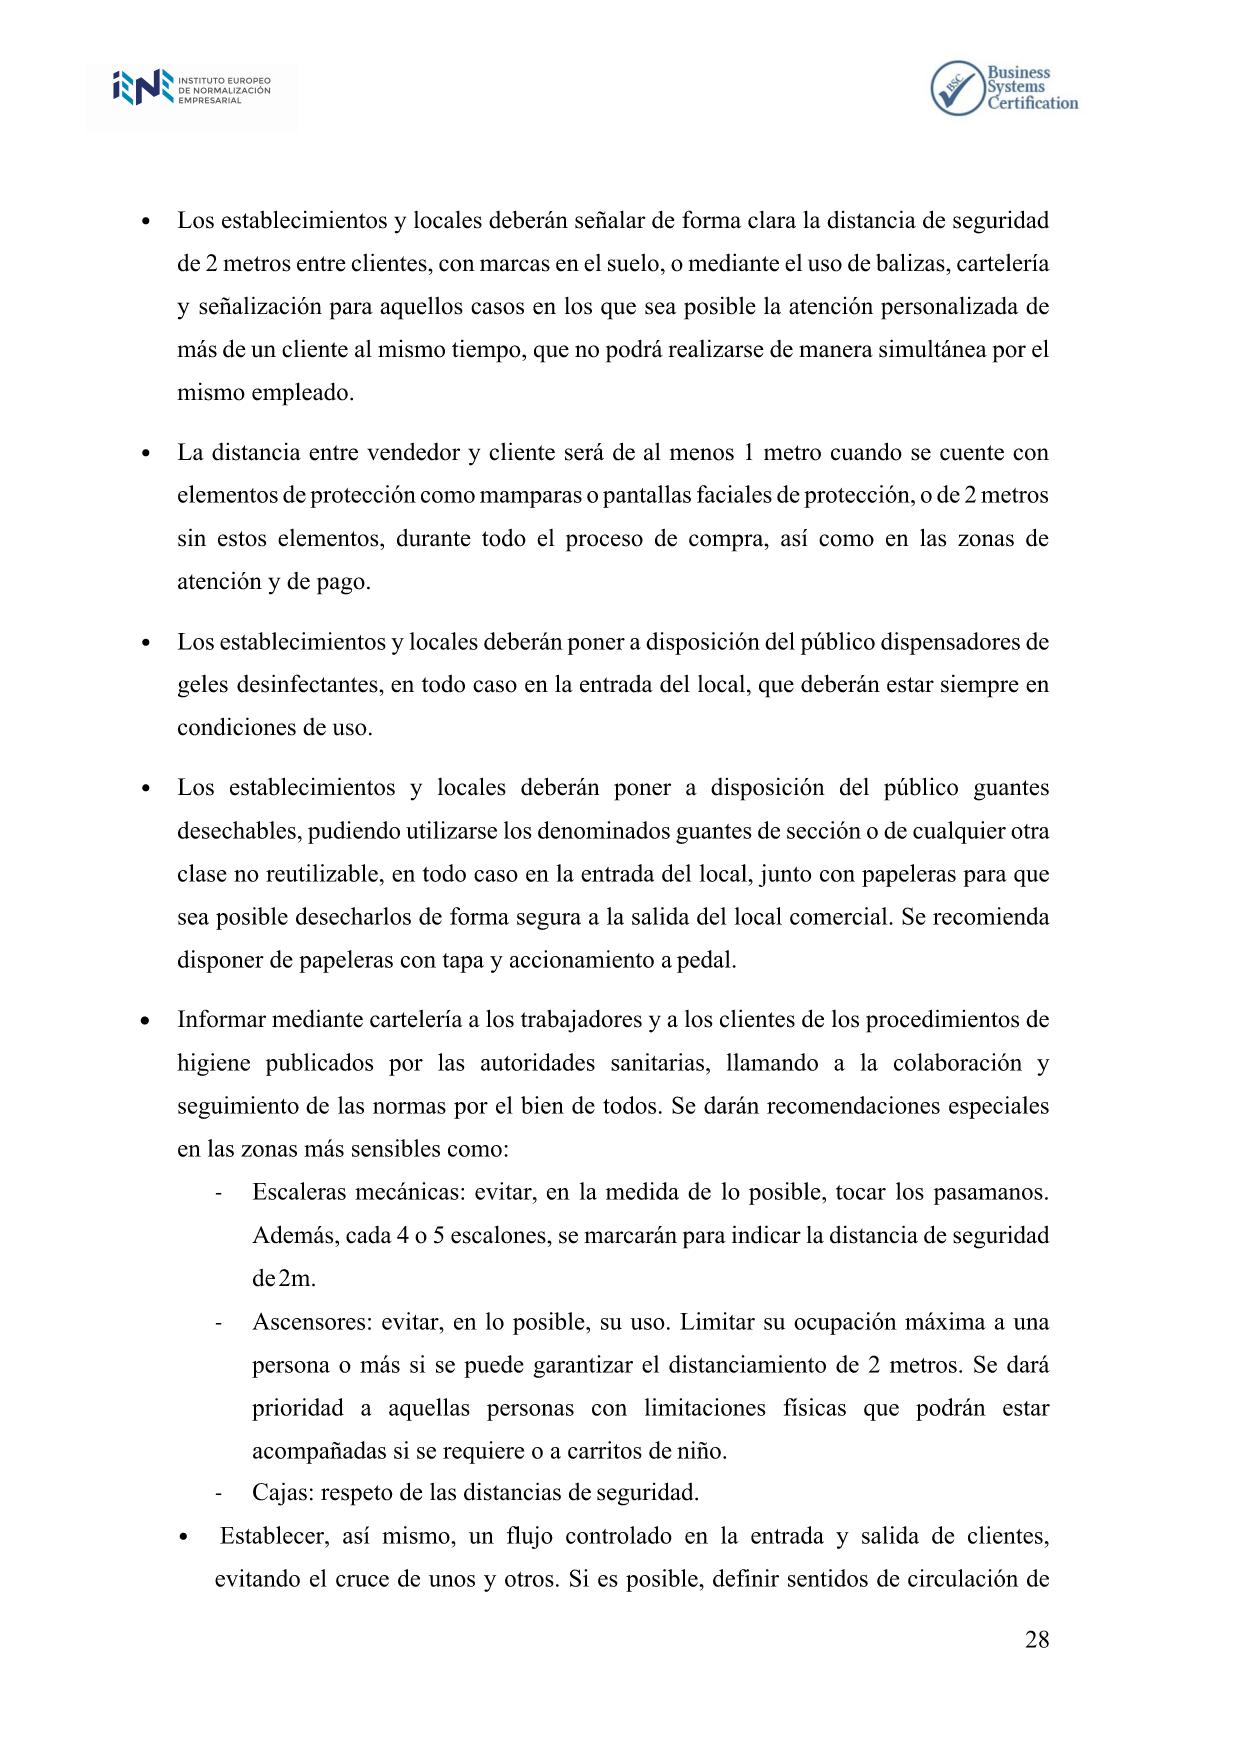 INSTITUTO EUROPEO
DE NORMALIZACIÓN
EMPRESARIAL
BSC
Business
Systems
Certification
• Los establecimientos y locales deberán señalar de forma clara la distancia de seguridad
de 2 metros entre clientes, con marcas en el suelo, o mediante el uso de balizas, cartelería
y señalización para aquellos casos en los que sea posible la atención personalizada de
más de un cliente al mismo tiempo, que no podrá realizarse de manera simultánea por el
mismo empleado.
• La distancia entre vendedor y cliente será de al menos 1 metro cuando se cuente con
elementos de protección como mamparas o pantallas faciales de protección, o de 2 metros
sin estos elementos, durante todo el proceso de compra, así como en las zonas de
atención y de pago.
• Los establecimientos y locales deberán poner a disposición del público dispensadores de
geles desinfectantes, en todo caso en la entrada del local, que deberán estar siempre en
condiciones de uso.
• Los establecimientos y locales deberán poner a disposición del público guantes
desechables, pudiendo utilizarse los denominados guantes de sección o de cualquier otra
clase no reutilizable, en todo caso en la entrada del local, junto con papeleras para que
sea posible desecharlos de forma segura a la salida del local comercial. Se recomienda
disponer de papeleras con tapa y accionamiento a pedal.
• Informar mediante cartelería a los trabajadores y a los clientes de los procedimientos de
higiene publicados por las autoridades sanitarias, llamando a la colaboración y
seguimiento de las normas por el bien de todos. Se darán recomendaciones especiales
en las zonas más sensibles como:
- Escaleras mecánicas: evitar, en la medida de lo posible, tocar los pasamanos.
Además, cada 4 o 5 escalones, se marcarán para indicar la distancia de seguridad
de 2m.
- Ascensores: evitar, en lo posible, su uso. Limitar su ocupación máxima a una
persona o más si se puede garantizar el distanciamiento de 2 metros. Se dará
prioridad a aquellas personas con limitaciones físicas que podrán estar
acompañadas si se requiere o a carritos de niño.
- Cajas: respeto de las distancias de seguridad.
• Establecer, así mismo, un flujo controlado en la entrada y salida de clientes,
evitando el cruce de unos y otros. Si es posible, definir sentidos de circulación de
28